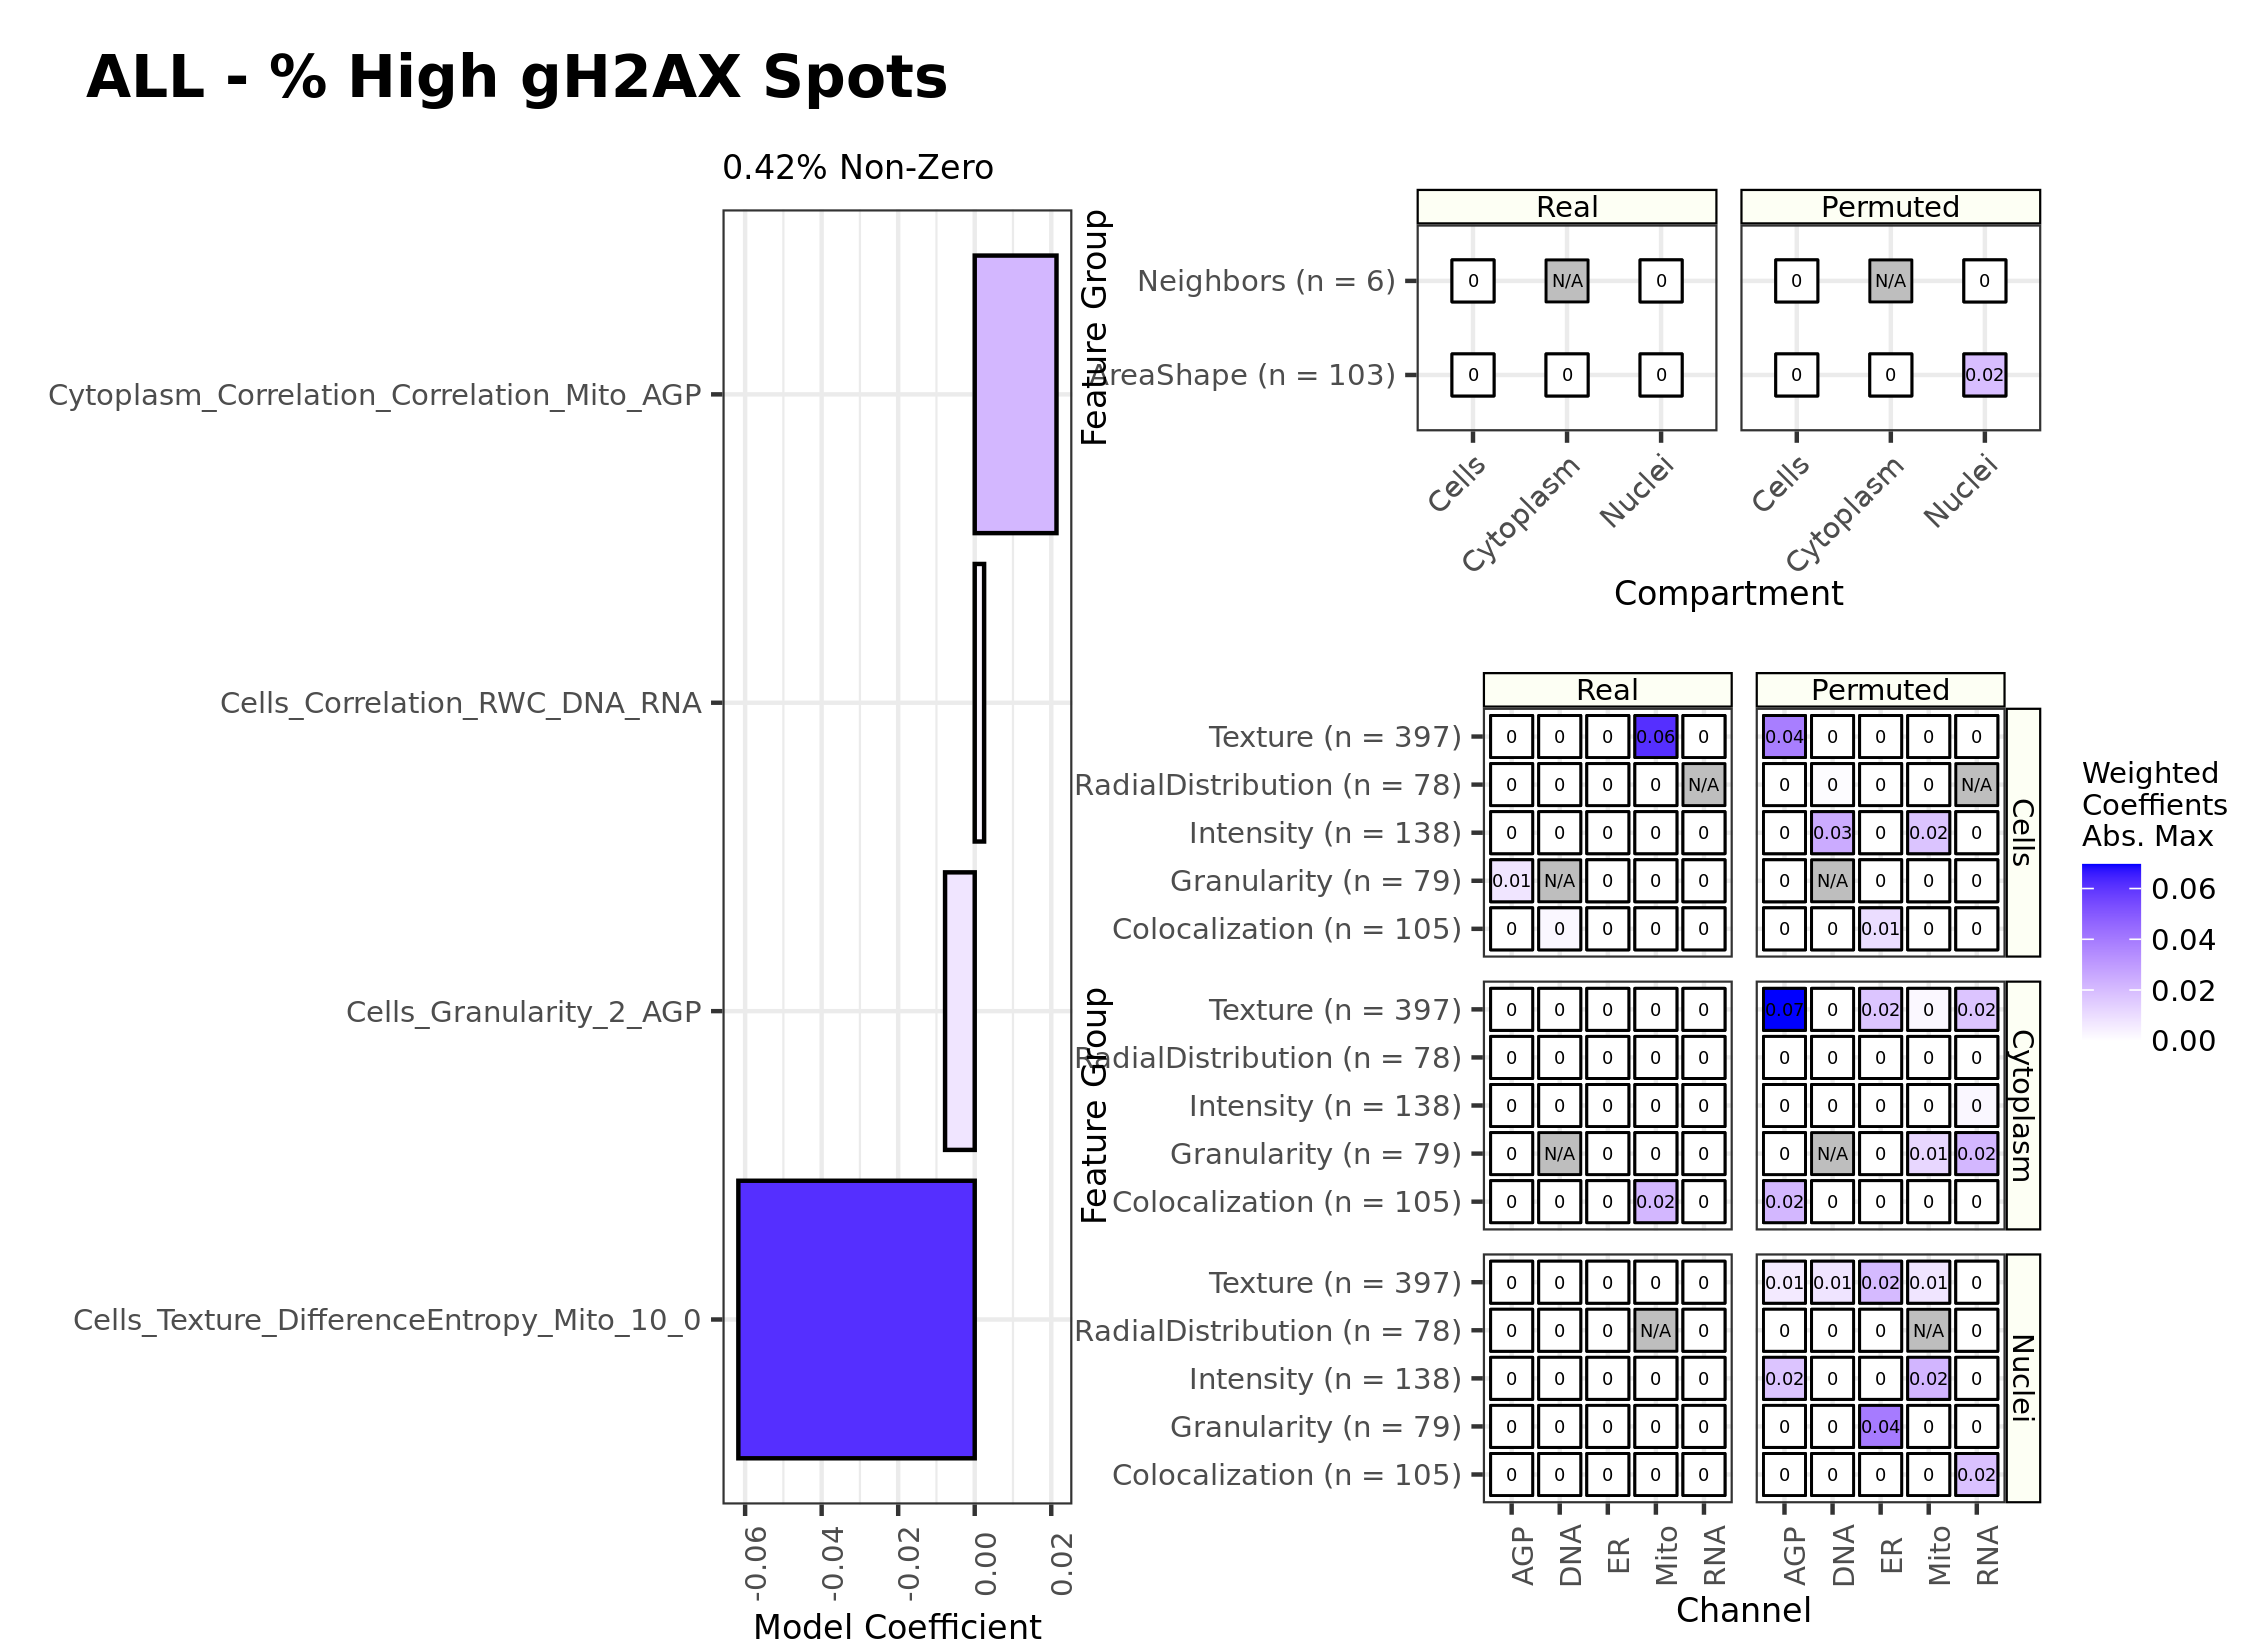 ALL - % High gH2AX Spots
0.42% Non-Zero
Cytoplasm_Correlation_Correlation_Mito_AGP
Cells_Correlation_RWC_DNA_RNA
Cells_Granularity_2_AGP
Cells_Texture_DifferenceEntropy_Mito_10_0
-0.06 -0.04 -0.02 0.00 0.02
Model Coefficient
Feature Group
Real Permuted
Neighbors (n = 6) 0 N/A 0 0 N/A 0
AreaShape (n = 103) 0 0 0 0 0 0.02
Cells Cytoplasm Nuclei Cells Cytoplasm Nuclei
Compartment
Feature Group
Real Permuted
Texture (n = 397) 0 0 0 0.06 0 0.04 0 0 0 0
RadialDistribution (n = 78) 0 0 0 0 N/A 0 0 0 0 N/A
Intensity (n = 138) 0 0 0 0 0 0 0.03 0 0.02 0
Granularity (n = 79) 0.01 N/A 0 0 0 0 N/A 0 0 0
Colocalization (n = 105) 0 0 0 0 0 0 0 0.01 0 0
Cells
Texture (n = 397) 0 0 0 0 0 0.07 0 0.02 0 0.02
RadialDistribution (n = 78) 0 0 0 0 0 0 0 0 0 0
Intensity (n = 138) 0 0 0 0 0 0 0 0 0 0
Granularity (n = 79) 0 N/A 0 0 0 0 N/A 0 0.01 0.02
Colocalization (n = 105) 0 0 0 0.02 0 0.02 0 0 0 0
Cytoplasm
Texture (n = 397) 0 0 0 0 0 0.01 0.01 0.02 0.01 0
RadialDistribution (n = 78) 0 0 0 N/A 0 0 0 0 N/A 0
Intensity (n = 138) 0 0 0 0 0 0.02 0 0 0.02 0
Granularity (n = 79) 0 0 0 0 0 0 0 0.04 0 0
Colocalization (n = 105) 0 0 0 0 0 0 0 0 0 0.02
Nuclei
AGP DNA ER Mito RNA AGP DNA ER Mito RNA
Channel
Weighted
Coeffients
Abs. Max
0.06
0.04
0.02
0.00